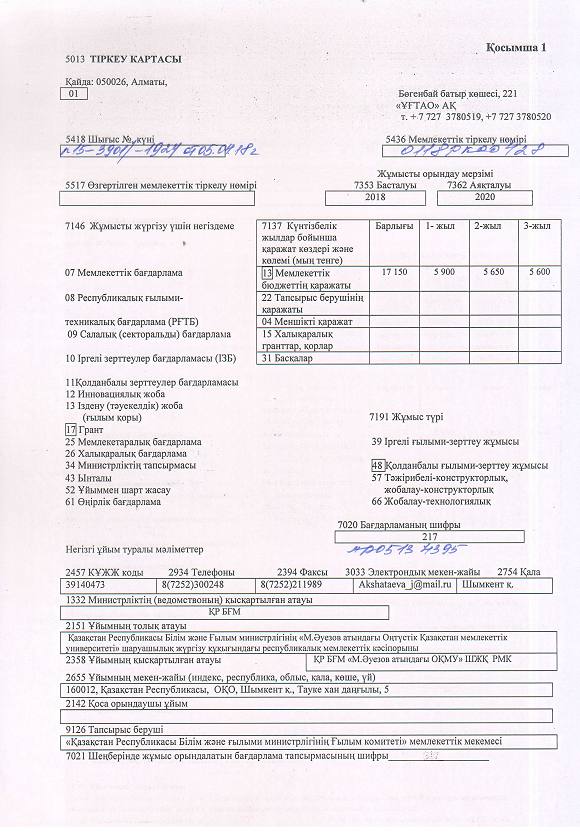 Қосымша 1
5013 ТІРКЕУ КАРТАСЫ
Қайда: 050026, Алматы,
01
Бөгенбай батыр көшесі, 221
«ҰҒТАО» АҚ
т. +-7 727 3780519, +7 727 3780520
5418 Шығыс №, күні
5436 Мемлекеттік тіркелу нөмірі
п.15-3901/-1924 от 05.04.18 г
0118РК00128
Жұмысты орындау мерзімі
5517 Өзгертілген мемлекеттік тіркелу нөмірі
7353 Басталуы 7362 Аяқталуы
2018 2020
7146 Жұмысты жүргізу үшін негіздеме
7137 Күнтізбелік жылдар бойынша қаражат көздері және көлемі (мың теңге) Барлығы 1- жыл 2-жыл 3-жыл
07 Мемлекеттік бағдарлама
13 Мемлекеттік бюджеттің қаражаты 17 150 5 900 5 650 5 600
08 Республикалық ғылыми-
22 Тапсырыс берушінің қаражаты
техникалық бағдарлама (РҒТБ)
04 Меншікті қаражат
09 Салалық (секторальды) бағдарлама
15 Халықаралық гранттар, қорлар
10 Іргелі зерттеулер бағдарламасы (ІЗБ)
31 Басқалар
11Қолданбалы зерттеулер бағдарламасы
12 Инновациялық жоба
13 Іздену (тәуекелдік) жоба
(ғылым қоры)
7191 Жұмыс түрі
17 Грант
25 Мемлекетаралық бағдарлама
39 Іргелі ғылыми-зерттеу жұмысы
26 Халықаралық бағдарлама
34 Министрліктің тапсырмасы
48 Қолданбалы ғылыми-зерттеу жұмысы
43 Ынталы
57 Тәжірибелі-конструкторлық,
52 Ұйыммен шарт жасау
жобалау-конструкторлық
61 Өңірлік бағдарлама
66 Жобалау-технологиялық
7020 Бағдарламаның шифры
217
Негізгі ұйым туралы мәліметтер
АР05134395
2457 КҰЖЖ коды 2934 Телефоны 2394 Факсы 3033 Электрондық мекен-жайы 2754 Қала
39140473 8(7252)300248 8(7252)211989 Akshataeva_j@mail.ru Шымкент қ.
1332 Министрліктің (ведомствоның) қысқартылған атауы
ҚР БҒМ
2151 Ұйымның толық атауы
Қазақстан Республикасы Білім және Ғылым министрлігінің «М.Әуезов атындағы Оңтүстік Қазақстан мемлекеттік
университеті» шаруашылық жүргізу құқығындағы республикалық мемлекеттік кәсіпорыны
2358 Ұйымның қысқартылған атауы
ҚР БҒМ «М.Әуезов атындағы ОҚМУ» ШЖҚ РМК
2655 Ұйымның мекен-жайы (индекс, республика, облыс, қала, көше, үй)
160012, Қазақстан Республикасы, ОҚО, Шымкент қ., Тауке хан даңғылы, 5
2142 Қоса орындаушы ұйым
9126 Тапсырыс беруші
«Қазақстан Республикасы Білім және ғылыми министрлігінің Ғылым комитеті» мемлекеттік мекемесі
7021 Шеңберінде жұмыс орындалатын бағдарлама тапсырмасының шифры 217